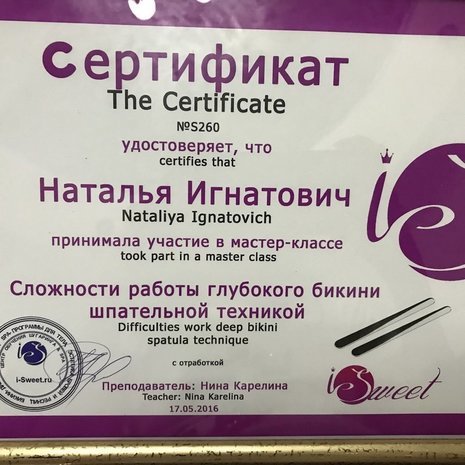 Сертификат
The Certificate
№S260
удостоверяет, что
certifies that
Наталья Игнатович
Nataliya Ignatovich
принимала участие в мастер-классе
took part in a master class
Сложности работы глубокого бикини
шпательной техникой
Difficulties work deep bikini
spatula technique
с отработкой
Преподаватель: Нина Карелина
Teacher: Nina Karelina
17.05.2016
i-Sweet.ru
iSweet